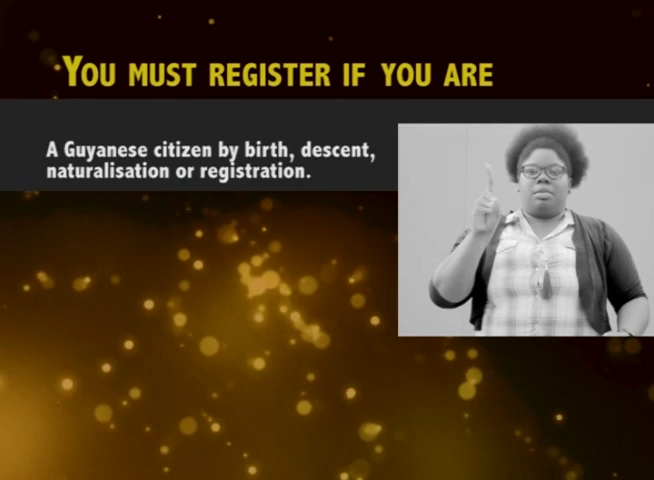 You must register if you are
A Guyanese citizen by birth, descent,
naturalisation or registration.